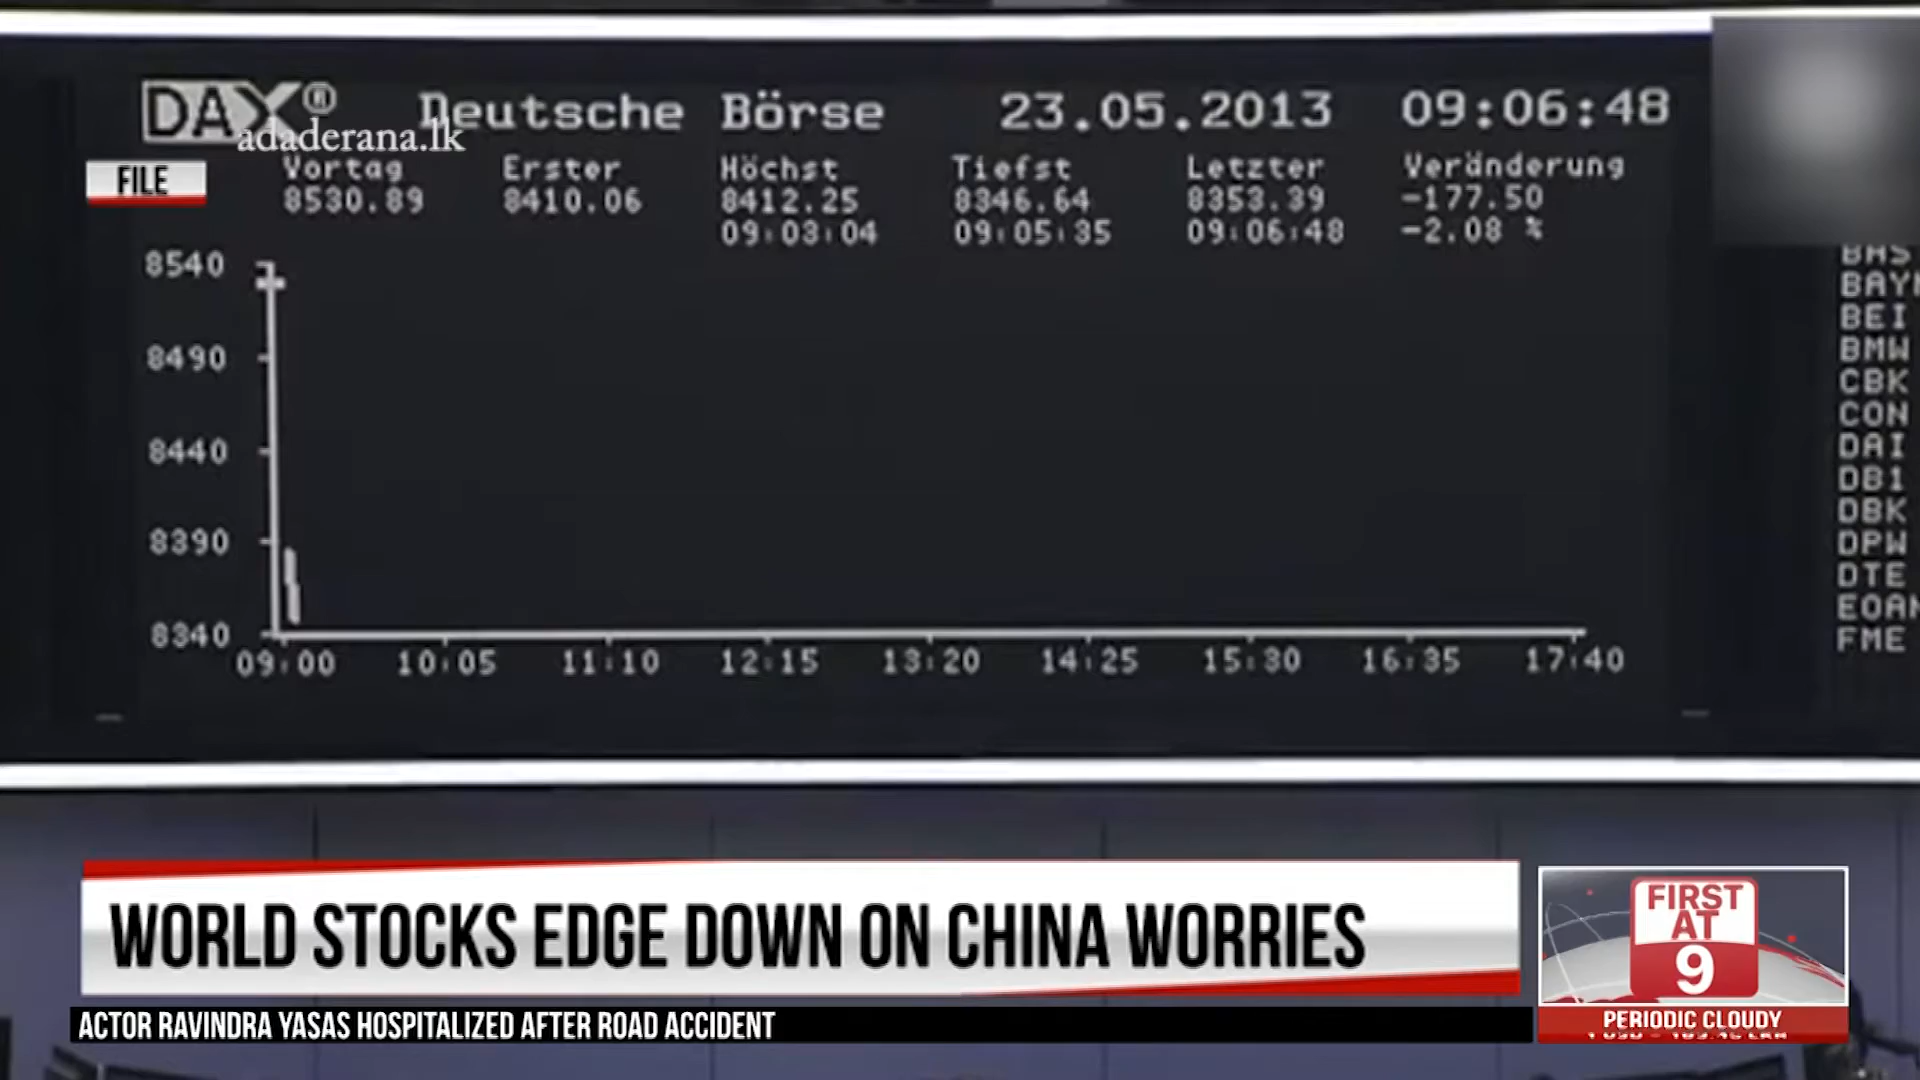 DAX® Deutsche Börse 23.05.2013 09:06:48
adaderana.lk
FILE
Vortag Erster Höchst Tiefst Letzter Veränderung
8530.89 8410.06 8412.25 8346.64 8353.39 -177.50
09:03:04 09:05:35 09:06:48 -2.08 %
8540
8490
8440
8390
8340
09:00 10:05 11:10 12:15 13:20 14:25 15:30 16:35 17:40
BAS
BEI
BMW
CBK
CON
DAI
DB1
DBK
DPW
DTE
FME
WORLD STOCKS EDGE DOWN ON CHINA WORRIES
FIRST
AT
9
PERIODIC CLOUDY
ACTOR RAVINDRA YASAS HOSPITALIZED AFTER ROAD ACCIDENT